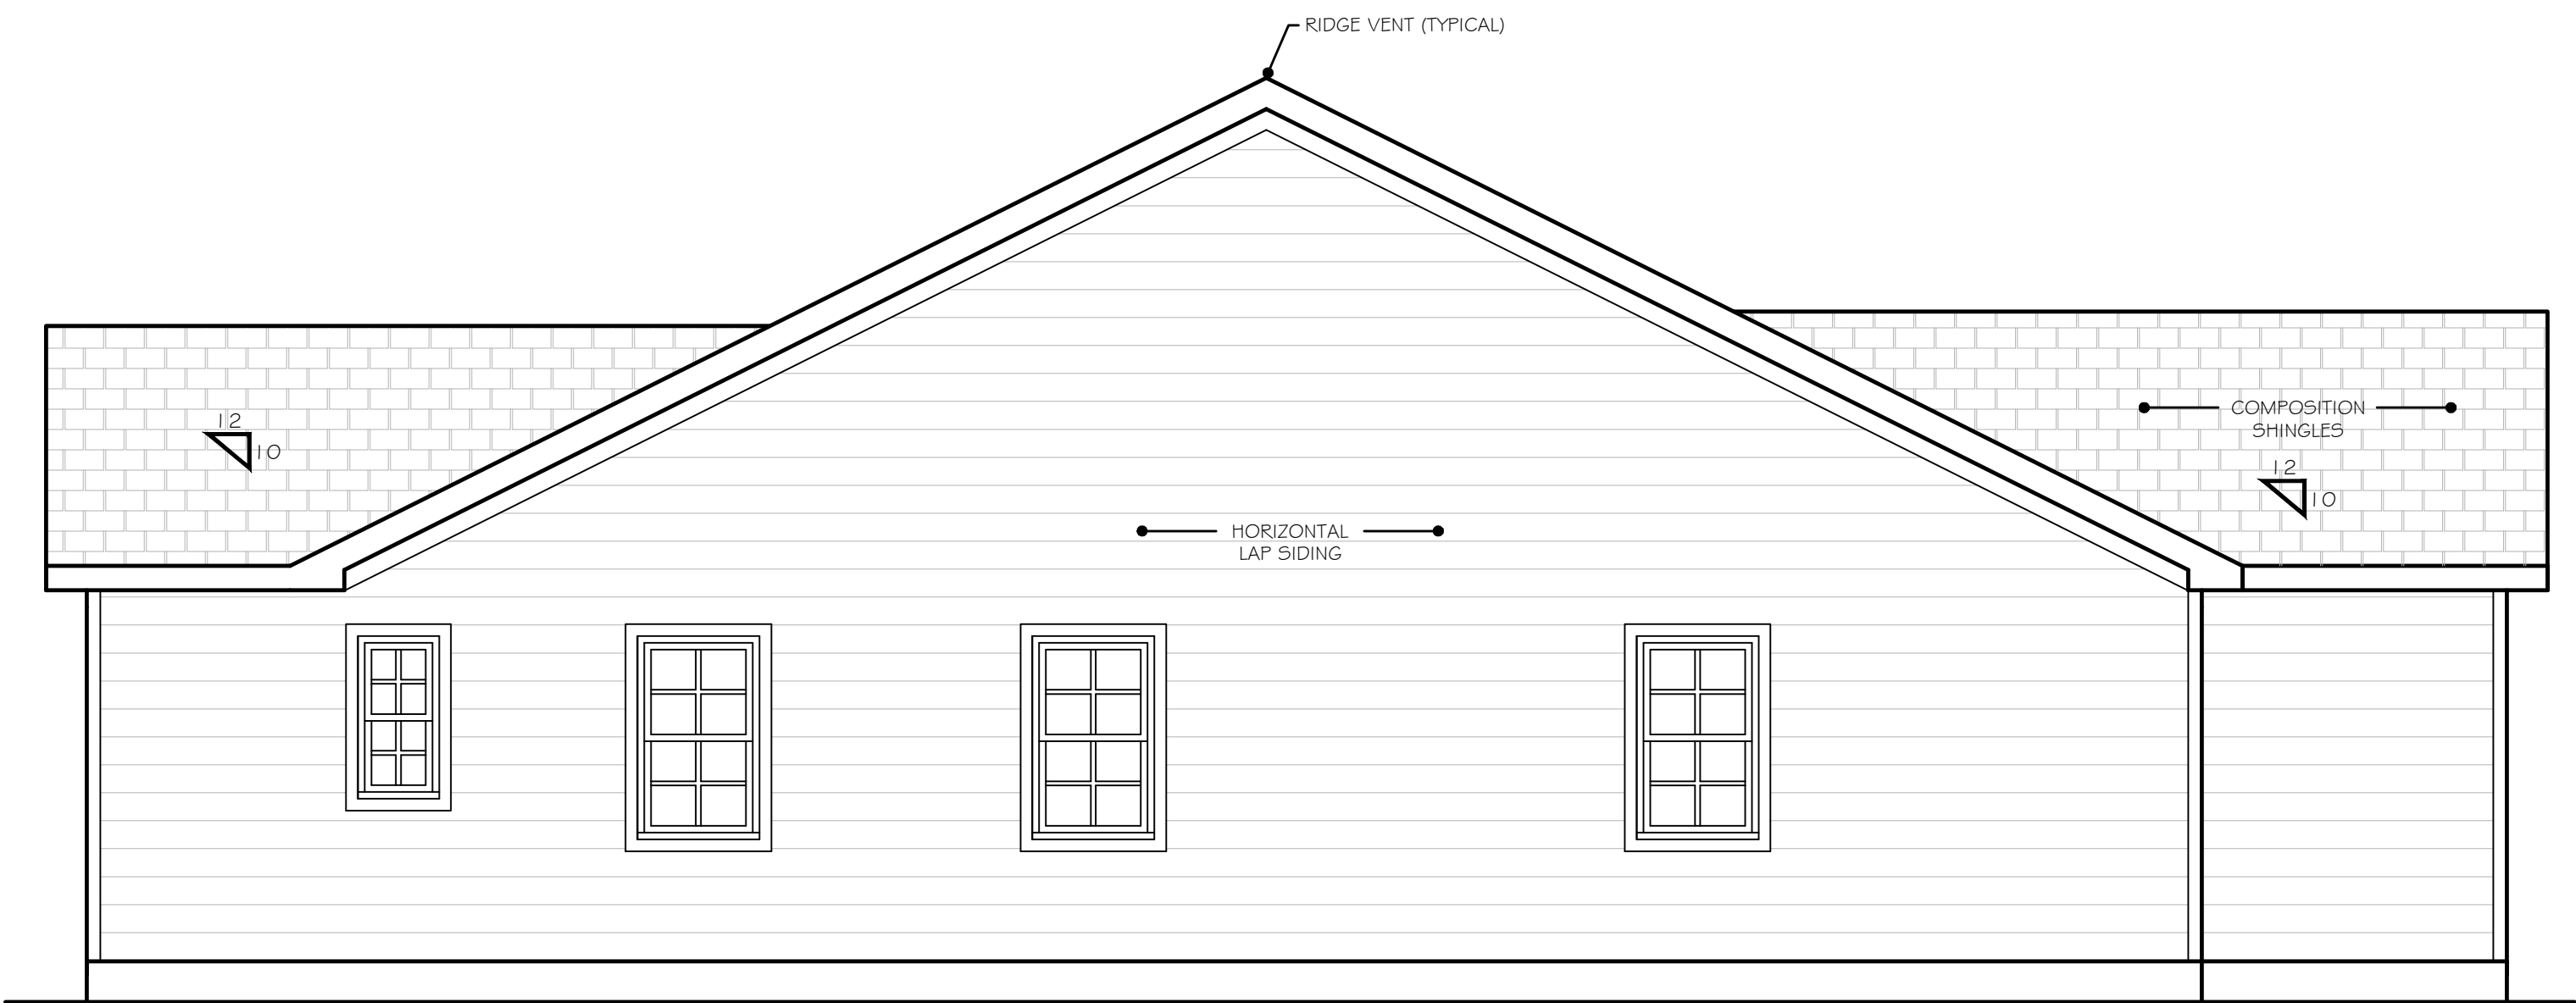 RIDGE VENT (TYPICAL)
12
10
COMPOSITION
SHINGLES
12
10
HORIZONTAL
LAP SIDING